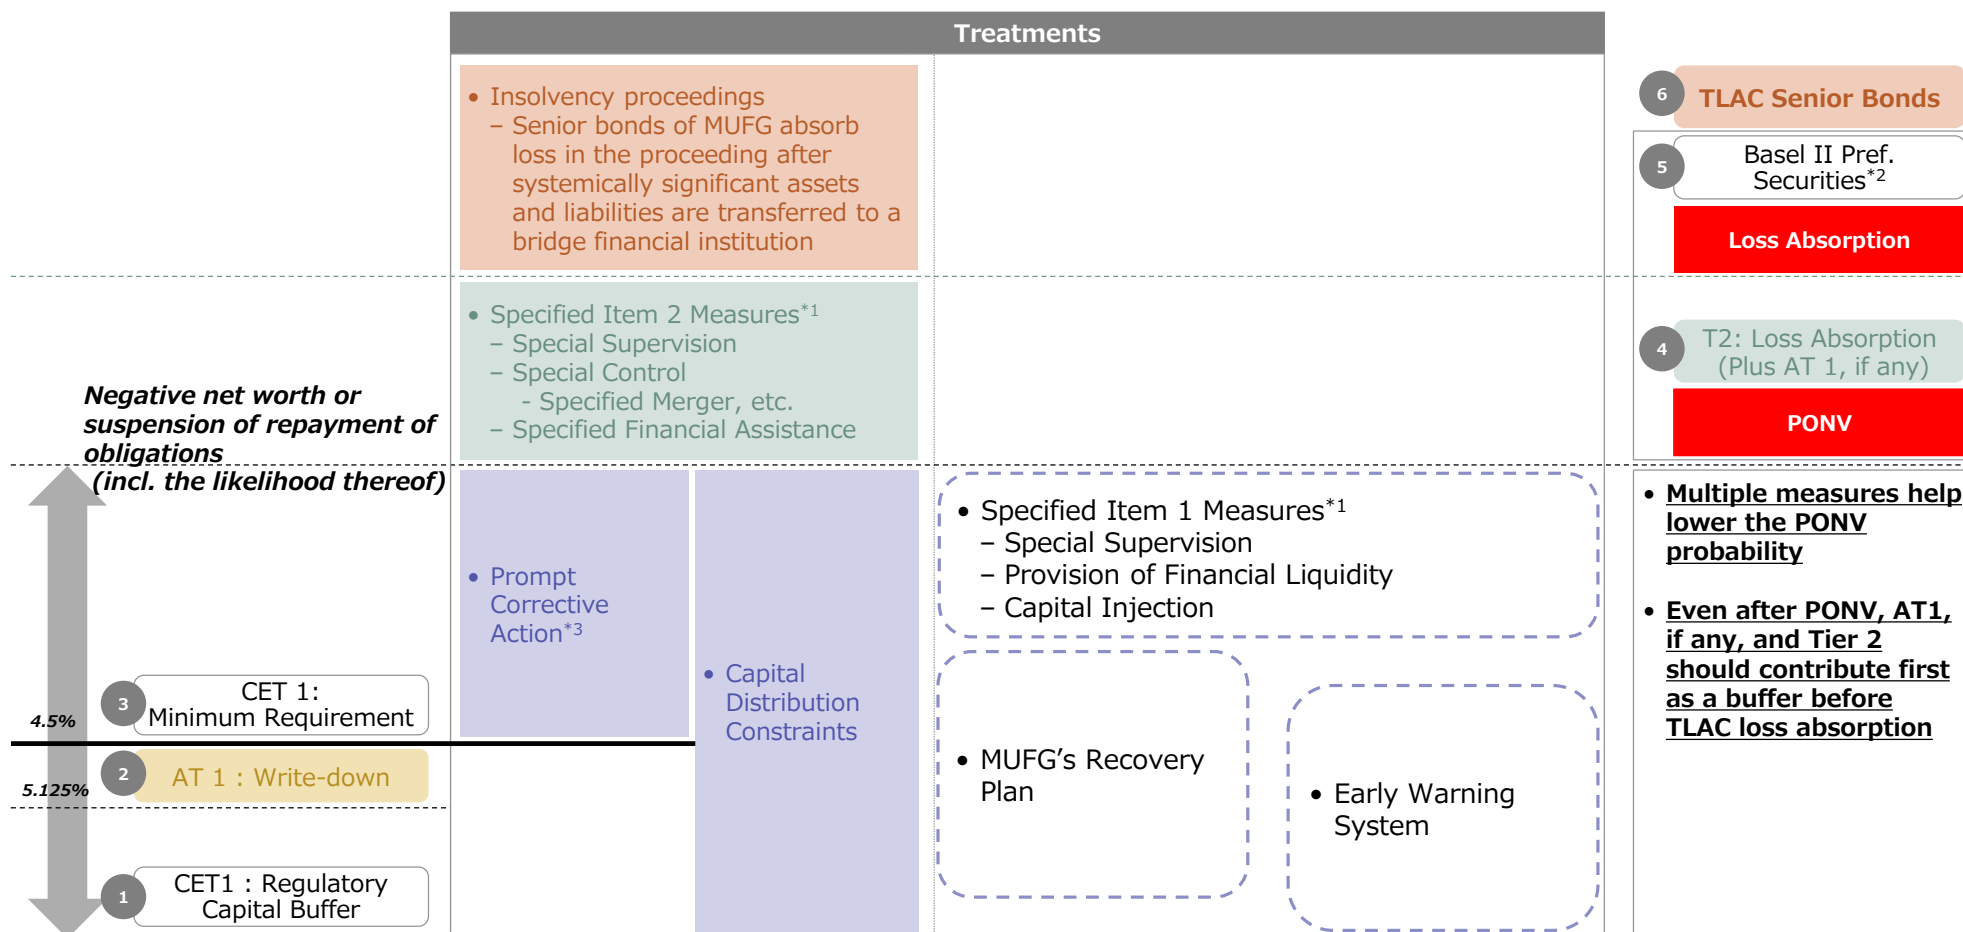 Treatments
• Insolvency proceedings
– Senior bonds of MUFG absorb
loss in the proceeding after
systemically significant assets
and liabilities are transferred to a
bridge financial institution
6
TLAC Senior Bonds
5
Basel II Pref.
Securities*2
Loss Absorption
• Specified Item 2 Measures*1
– Special Supervision
– Special Control
- Specified Merger, etc.
– Specified Financial Assistance
4
T2: Loss Absorption
(Plus AT 1, if any)
PONV
Negative net worth or
suspension of repayment of
obligations
(incl. the likelihood thereof)
• Prompt
Corrective
Action*3
• Capital
Distribution
Constraints
• Specified Item 1 Measures*1
– Special Supervision
– Provision of Financial Liquidity
– Capital Injection
• MUFG’s Recovery
Plan
• Early Warning
System
• Multiple measures help
lower the PONV
probability
• Even after PONV, AT1,
if any, and Tier 2
should contribute first
as a buffer before
TLAC loss absorption
3
CET 1:
Minimum Requirement
4.5%
2
AT 1 : Write-down
5.125%
1
CET1 : Regulatory
Capital Buffer